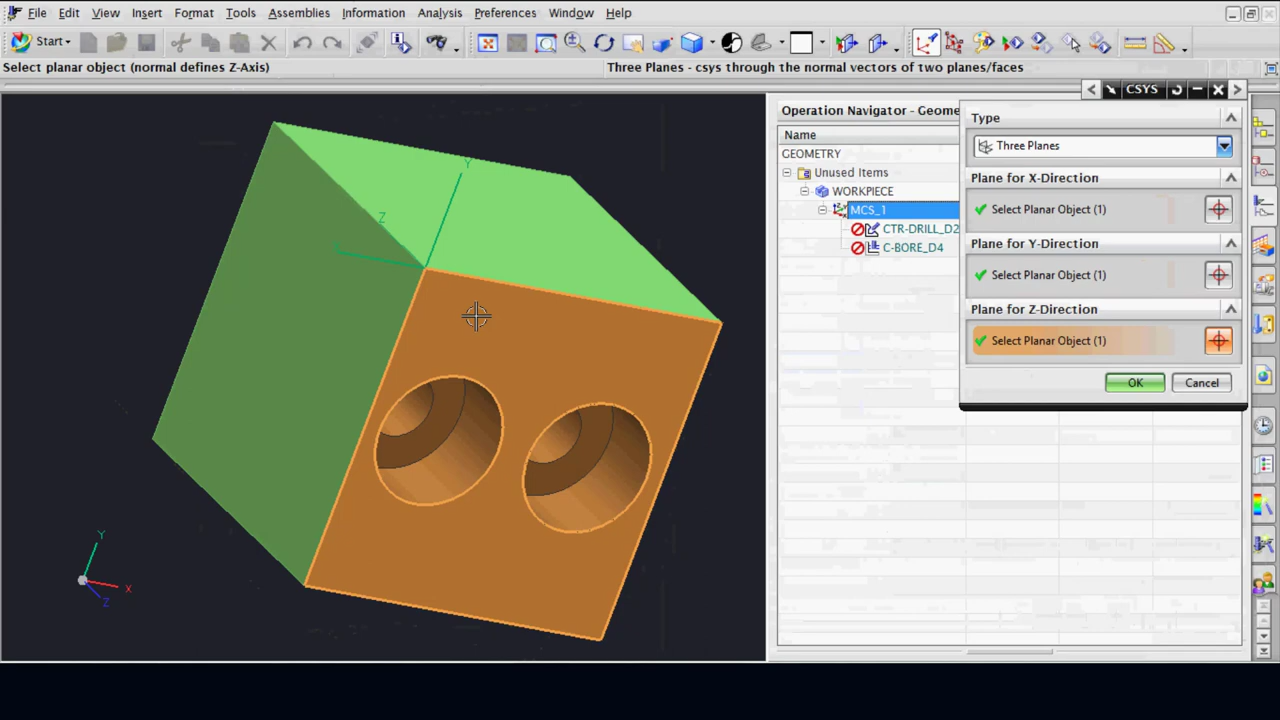 File Edit View Insert Format Tools Assemblies Information Analysis Preferences Window Help
Start
Select planar object (normal defines Z-Axis) Three Planes - csys through the normal vectors of two planes/faces
CSYS
Operation Navigator - Geome
Type
Name
Three Planes
GEOMETRY
Unused Items
Plane for X-Direction
WORKPIECE
MCS_1
Select Planar Object (1)
CTR-DRILL_D2
Plane for Y-Direction
C-BORE_D4
Select Planar Object (1)
Plane for Z-Direction
Select Planar Object (1)
OK Cancel
Y
Z
Y
X
Z